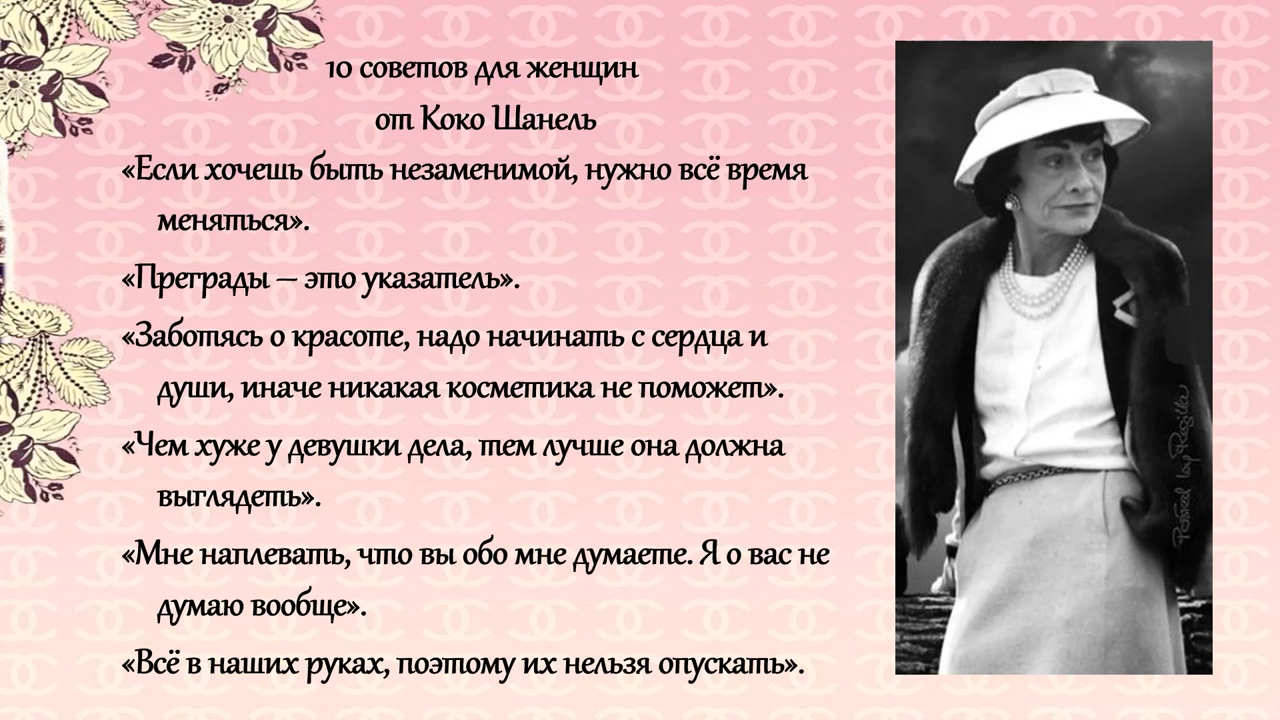 10 советов для женщин
от Коко Шанель
«Если хочешь быть незаменимой, нужно всё время
меняться».
«Преграды – это указатель».
«Заботясь о красоте, надо начинать с сердца и
души, иначе никакая косметика не поможет».
«Чем хуже у девушки дела, тем лучше она должна
выглядеть».
«Мне наплевать, что вы обо мне думаете. Я о вас не
думаю вообще».
«Всё в наших руках, поэтому их нельзя опускать».